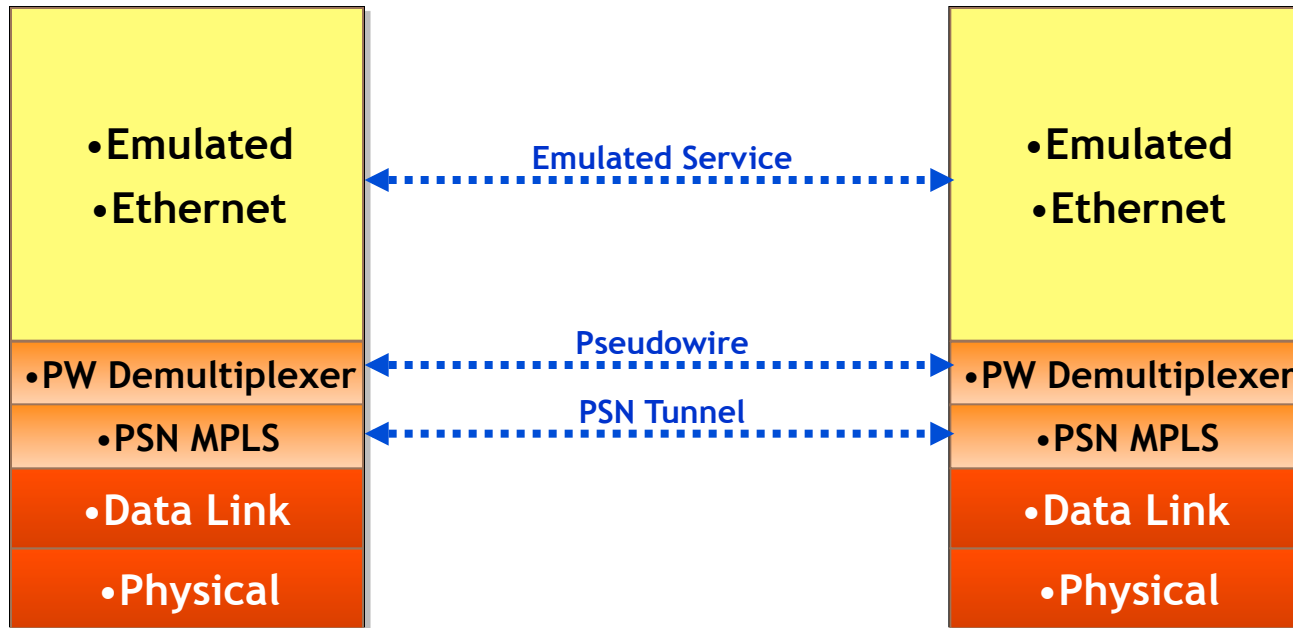 •Emulated
•Ethernet
•PW Demultiplexer
•PSN MPLS
•Data Link
•Physical
Emulated Service
Pseudowire
PSN Tunnel
•Emulated
•Ethernet
•PW Demultiplexer
•PSN MPLS
•Data Link
•Physical